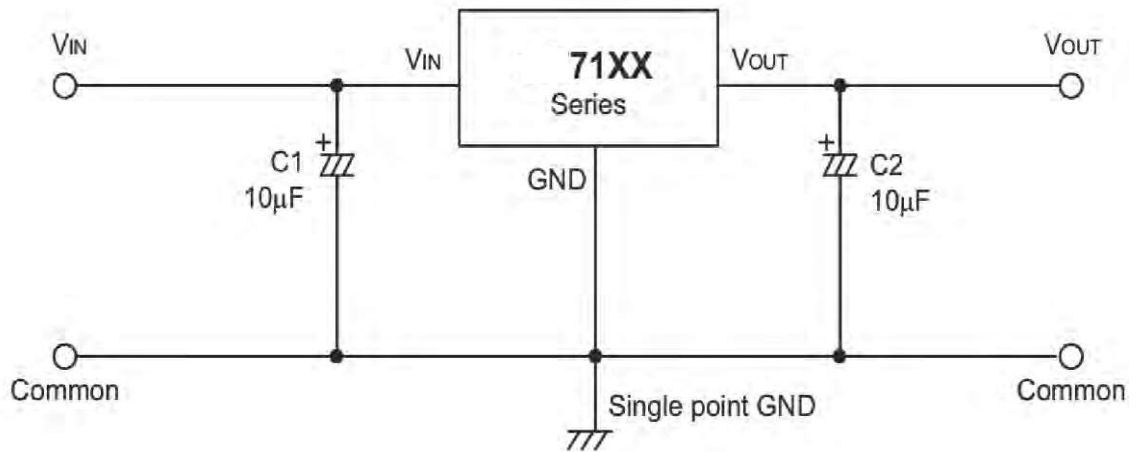 VIN
VIN
71XX
Series
VOUT
VOUT
+
C1
10μF
GND
+
C2
10μF
Common
Single point GND
Common